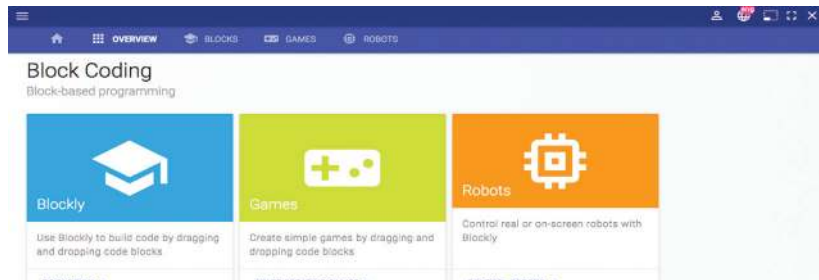 eng
OVERVIEW BLOCKS GAMES ROBOTS
Block Coding
Block-based programming
Blockly
Games
Robots
Use Blockly to build code by dragging
and dropping code blocks
Create simple games by dragging and
dropping code blocks
Control real or on-screen robots with
Blockly